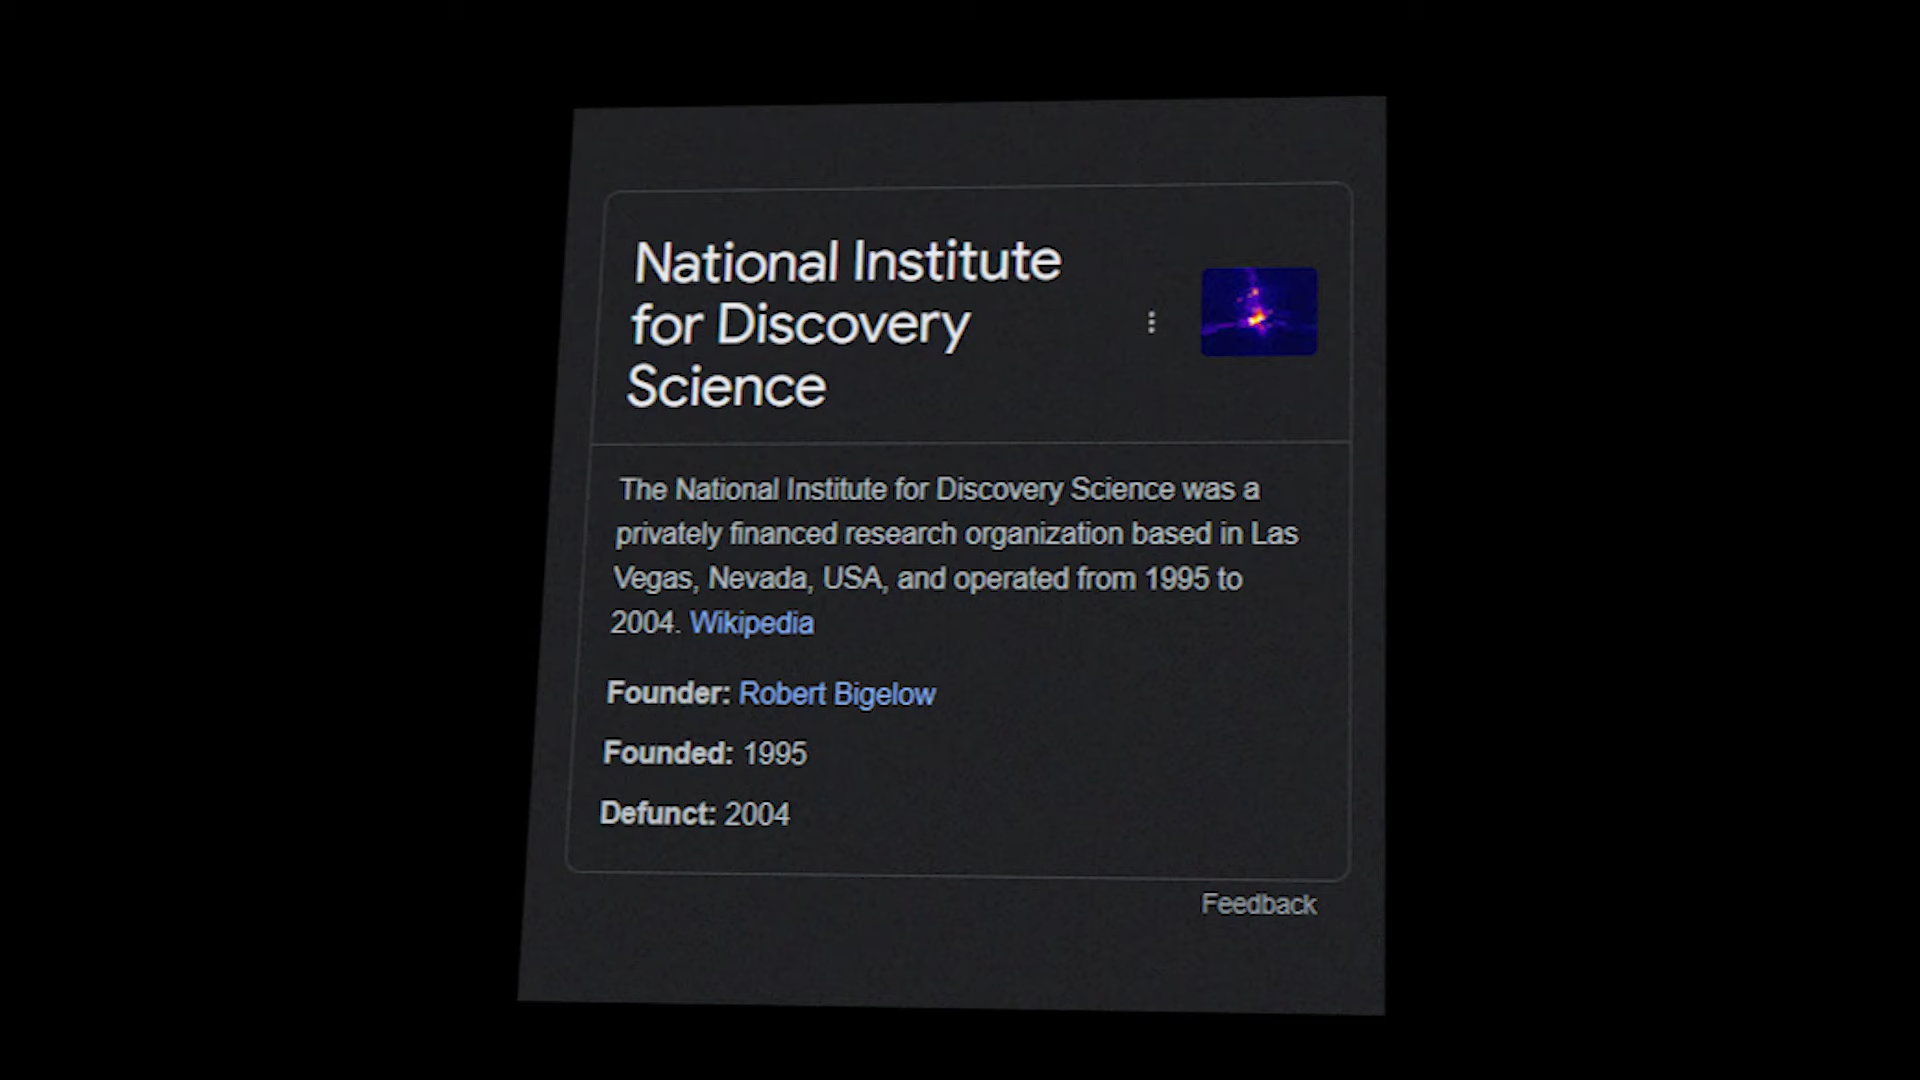 National Institute
for Discovery
Science
The National Institute for Discovery Science was a
privately financed research organization based in Las
Vegas, Nevada, USA, and operated from 1995 to
2004. Wikipedia
Founder: Robert Bigelow
Founded: 1995
Defunct: 2004
Feedback